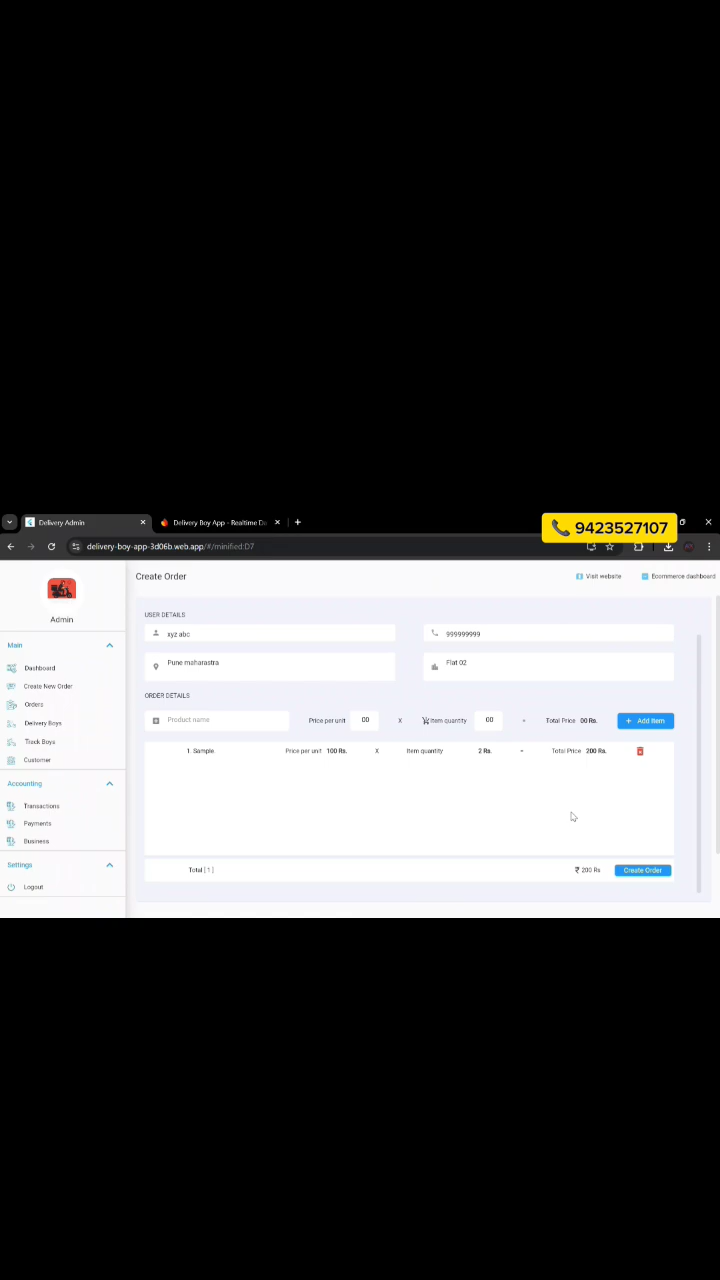 Delivery Admin
Delivery Boy App - Realtime D
9423527107
delivery-boy-app-3d06b.web.app/#/minified:D7
Admin
Main
Dashboard
Create New Order
Orders
Delivery Boys
Track Boys
Customer
Accounting
Transactions
Payments
Business
Settings
Logout
Create Order
Visit website
Ecommerce dashboard
USER DETAILS
xyz abc
999999999
Pune maharastra
Flat 02
ORDER DETAILS
Product name
Price per unit 00 X Item quantity 00 = Total Price 00 Rs. + Add Item
1. Sample Price per unit 100 Rs. X Item quantity 2 Rs. = Total Price 200 Rs.
Total [ 1 ] ₹ 200 Rs Create Order